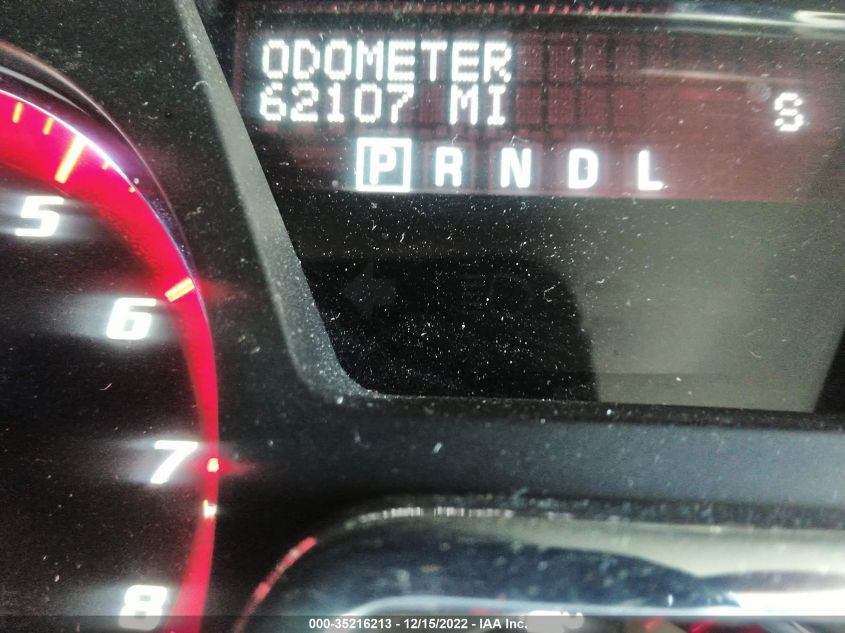 ODOMETER
62107 MI S
P R N D L
5
6
7
8
000-35216213 - 12/15/2022 - IAA Inc.